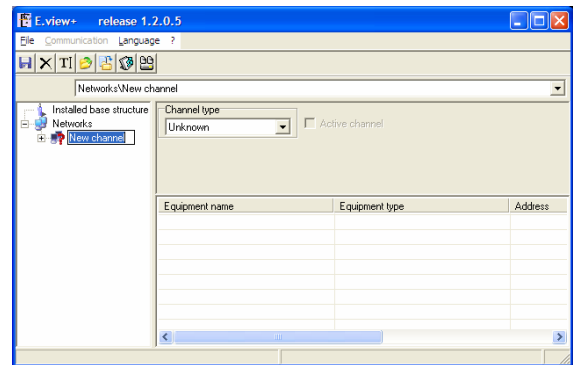 E.view+ release 1.2.0.5
File Communication Language ?
TI
Networks\New channel
Installed base structure
Networks
New channel
Channel type
Unknown
Active channel
Equipment name Equipment type Address